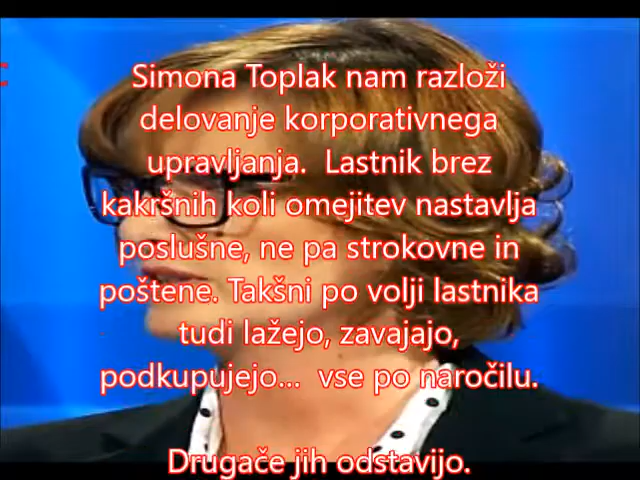 Simona Toplak nam razloži
delovanje korporativnega
upravljanja.  Lastnik brez
kakršnih koli omejitev nastavlja
poslušne, ne pa strokovne in
poštene. Takšni po volji lastnika
tudi lažejo, zavajajo,
podkupujejo...  vse po naročilu.
Drugače jih odstavijo.